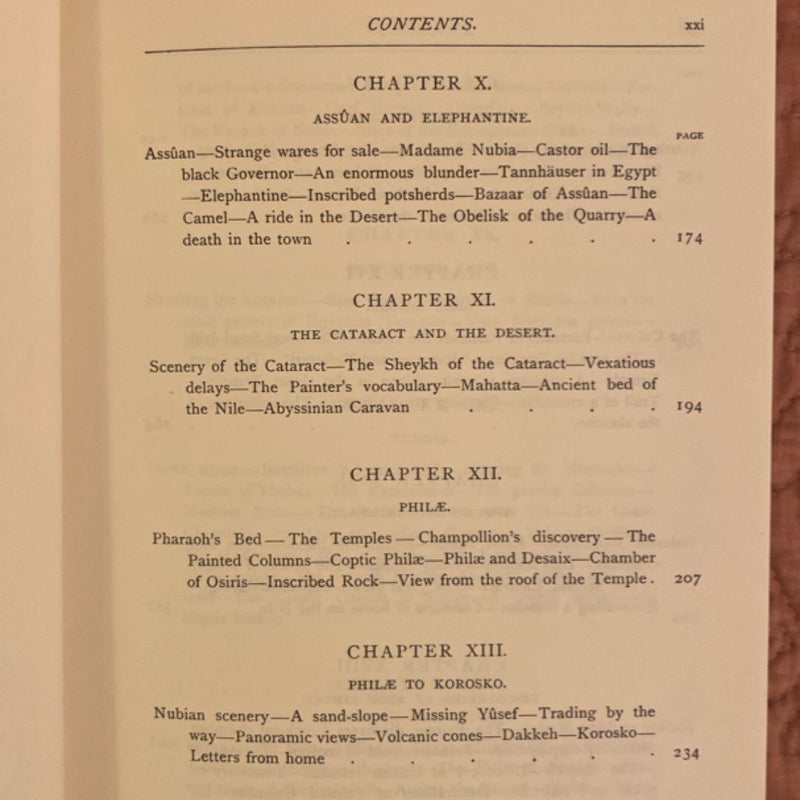 CONTENTS. xxi
CHAPTER X.
ASSÛAN AND ELEPHANTINE.
PAGE
Assûan—Strange wares for sale—Madame Nubia—Castor oil—The
black Governor—An enormous blunder—Tannhäuser in Egypt
—Elephantine—Inscribed potsherds—Bazaar of Assûan—The
Camel—A ride in the Desert—The Obelisk of the Quarry—A
death in the town . . . . . . 174
CHAPTER XI.
THE CATARACT AND THE DESERT.
Scenery of the Cataract—The Sheykh of the Cataract—Vexatious
delays—The Painter's vocabulary—Mahatta—Ancient bed of
the Nile—Abyssinian Caravan . . . . 194
CHAPTER XII.
PHILÆ.
Pharaoh's Bed — The Temples — Champollion's discovery — The
Painted Columns—Coptic Philæ—Philæ and Desaix—Chamber
of Osiris—Inscribed Rock—View from the roof of the Temple . 207
CHAPTER XIII.
PHILÆ TO KOROSKO.
Nubian scenery—A sand-slope—Missing Yûsef—Trading by the
way—Panoramic views—Volcanic cones—Dakkeh—Korosko—
Letters from home . . . . . . 234